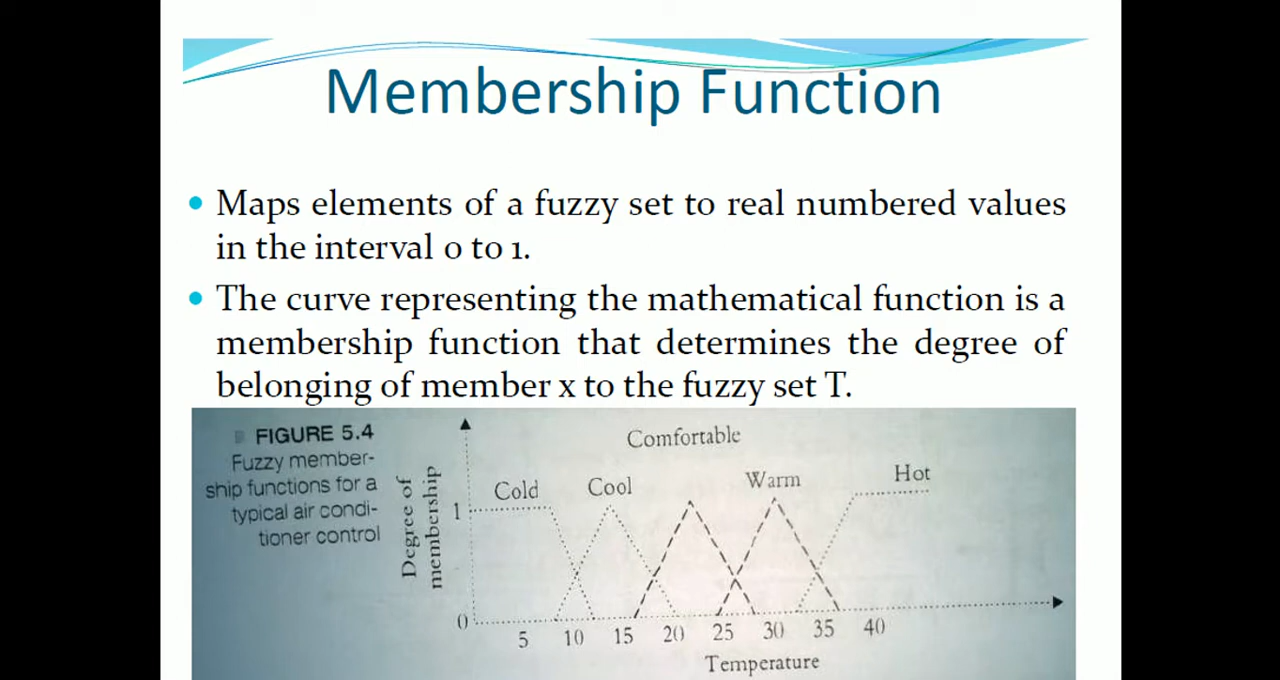 Membership Function
Maps elements of a fuzzy set to real numbered values
in the interval 0 to 1.
The curve representing the mathematical function is a
membership function that determines the degree of
belonging of member x to the fuzzy set T.
FIGURE 5.4
Fuzzy member-
ship functions for a
typical air condi-
tioner control
Degree of
membership
Comfortable
Cold Cool Warm Hot
1
0
5 10 15 20 25 30 35 40
Temperature